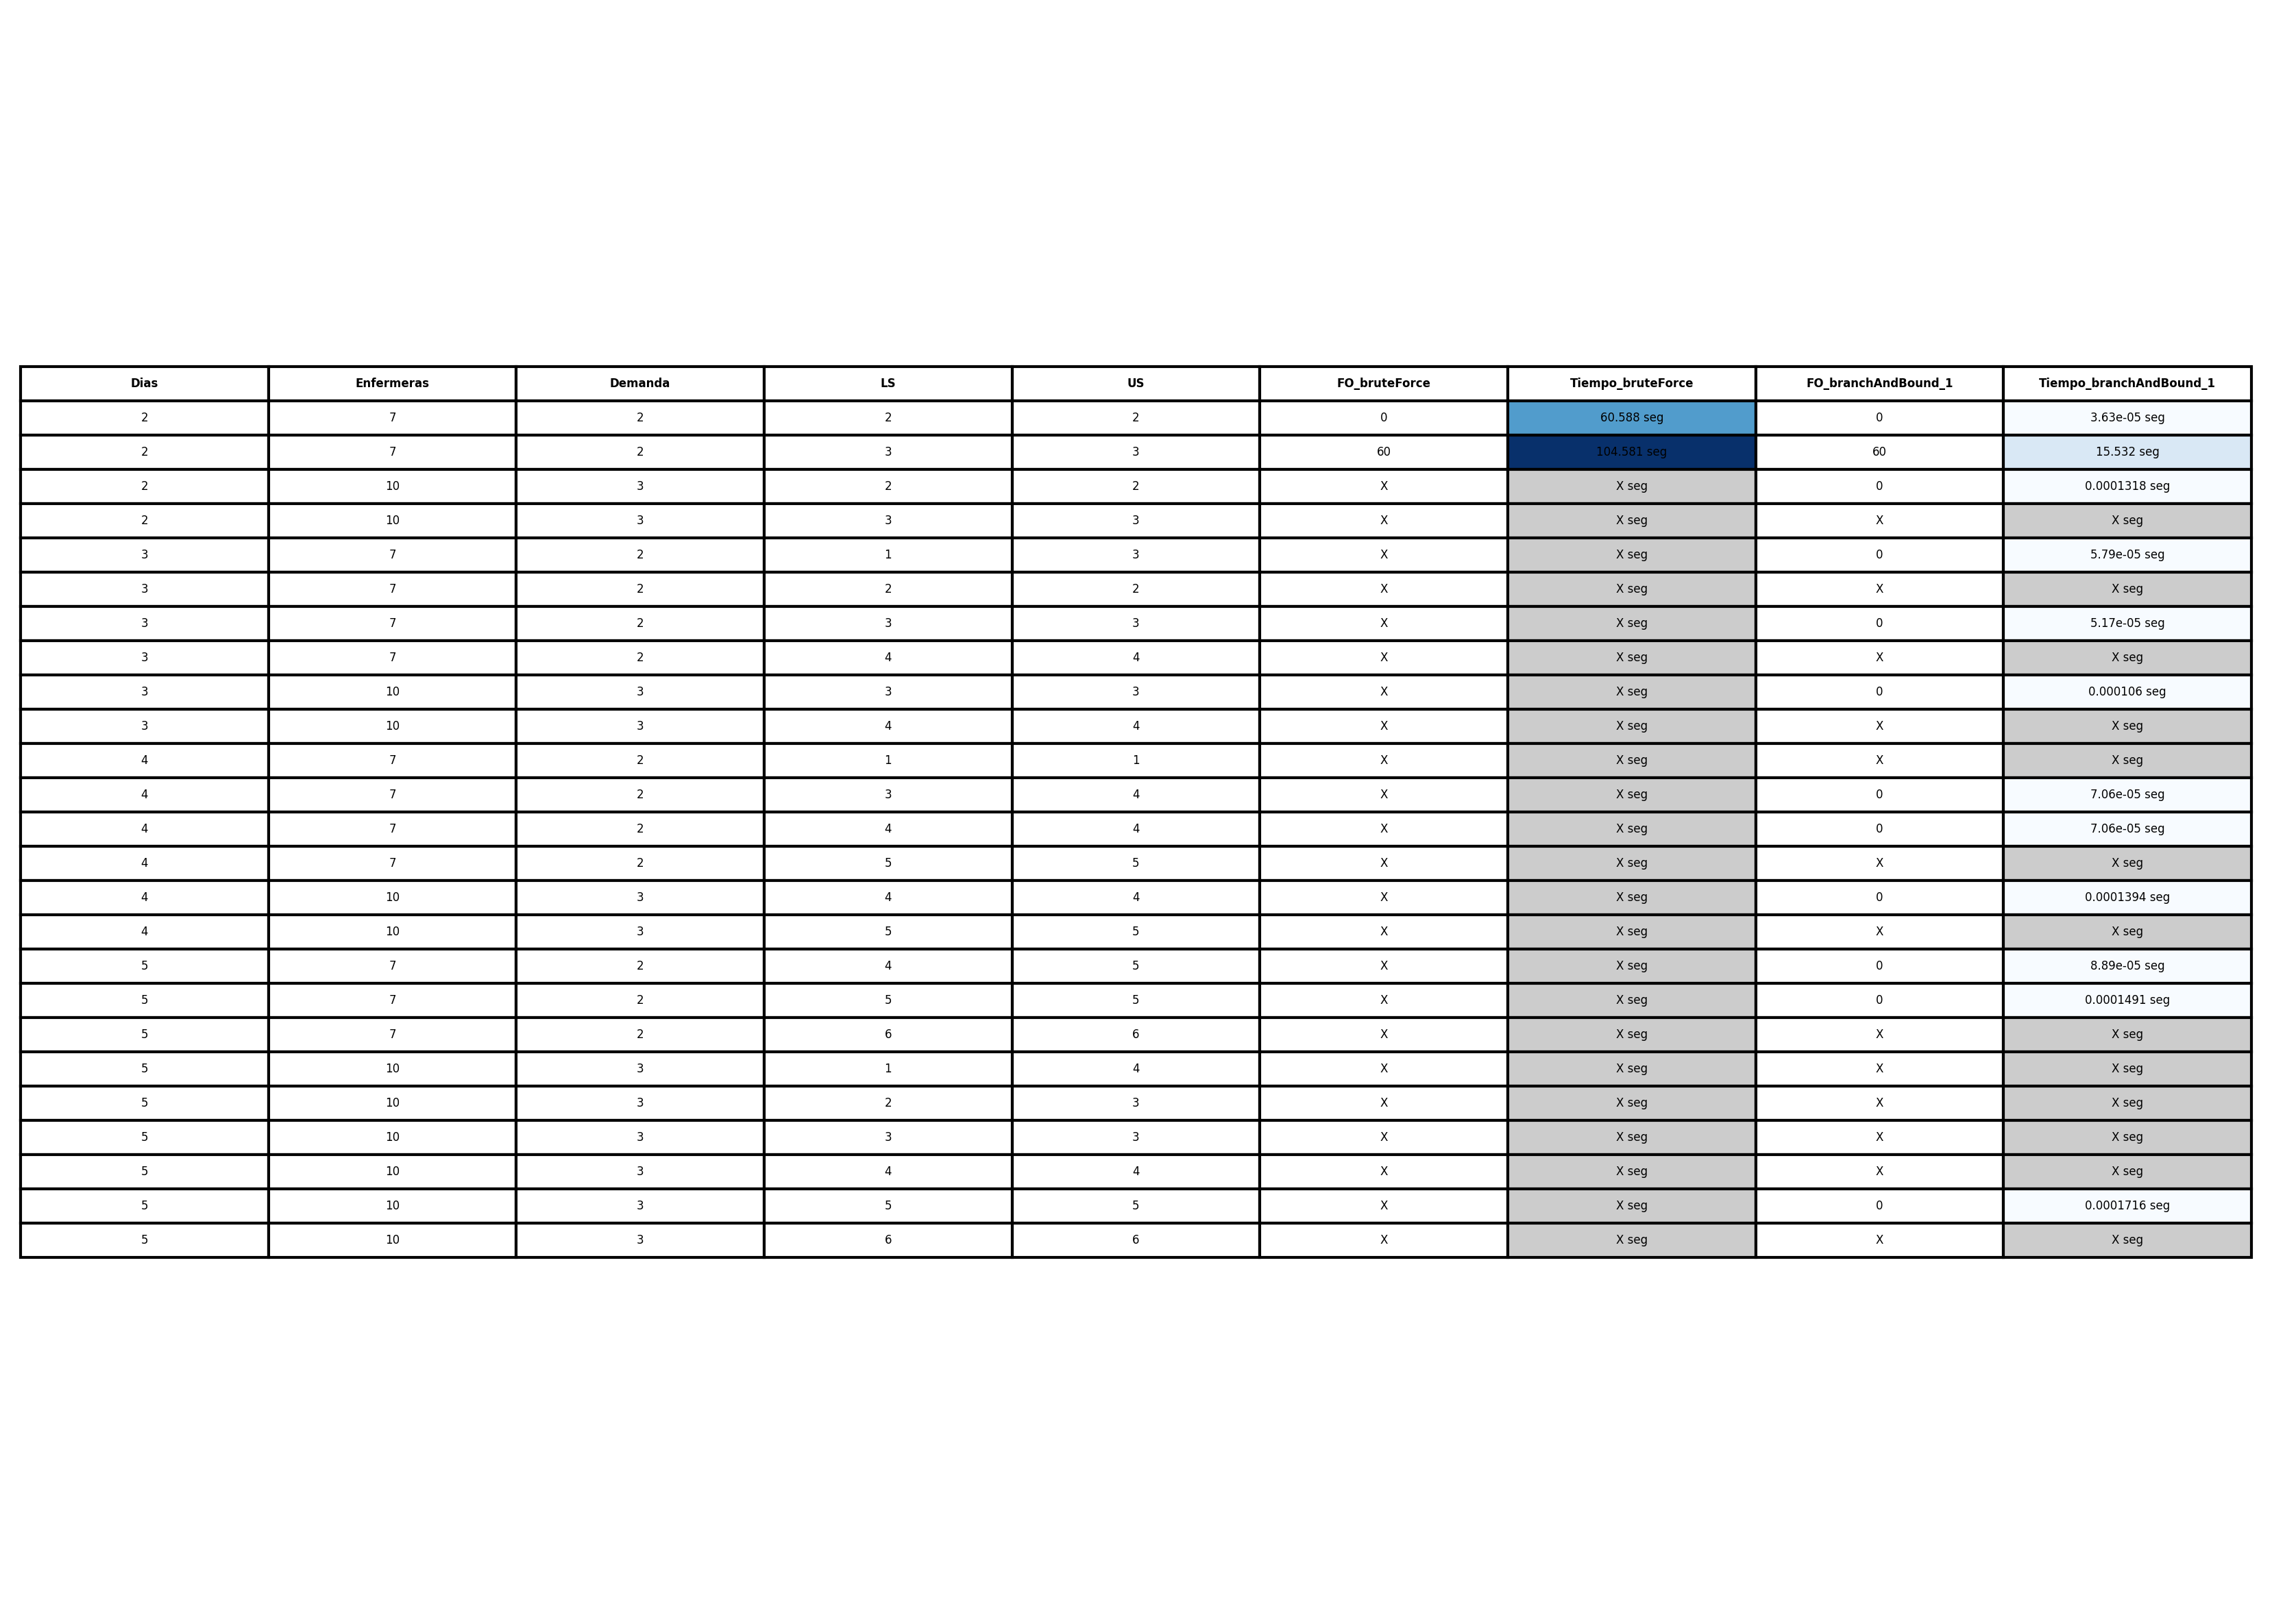 Dias Enfermeras Demanda LS US FO_bruteForce Tiempo_bruteForce FO_branchAndBound_1 Tiempo_branchAndBound_1
2 7 2 2 2 0 60.588 seg 0 3.63e-05 seg
2 7 2 3 3 60 104.581 seg 60 15.532 seg
2 10 3 2 2 X X seg 0 0.0001318 seg
2 10 3 3 3 X X seg X X seg
3 7 2 1 3 X X seg 0 5.79e-05 seg
3 7 2 2 2 X X seg X X seg
3 7 2 3 3 X X seg 0 5.17e-05 seg
3 7 2 4 4 X X seg X X seg
3 10 3 3 3 X X seg 0 0.000106 seg
3 10 3 4 4 X X seg X X seg
4 7 2 1 1 X X seg X X seg
4 7 2 3 4 X X seg 0 7.06e-05 seg
4 7 2 4 4 X X seg 0 7.06e-05 seg
4 7 2 5 5 X X seg X X seg
4 10 3 4 4 X X seg 0 0.0001394 seg
4 10 3 5 5 X X seg X X seg
5 7 2 4 5 X X seg 0 8.89e-05 seg
5 7 2 5 5 X X seg 0 0.0001491 seg
5 7 2 6 6 X X seg X X seg
5 10 3 1 4 X X seg X X seg
5 10 3 2 3 X X seg X X seg
5 10 3 3 3 X X seg X X seg
5 10 3 4 4 X X seg X X seg
5 10 3 5 5 X X seg 0 0.0001716 seg
5 10 3 6 6 X X seg X X seg